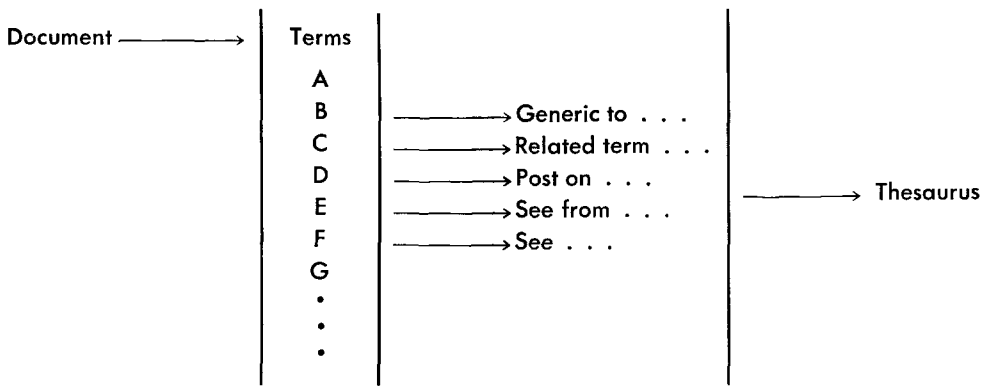 Document Terms
A
B Generic to . . .
C Related term . . .
D Post on . . .
Thesaurus
E See from . . .
F See . . .
G
.
.
.